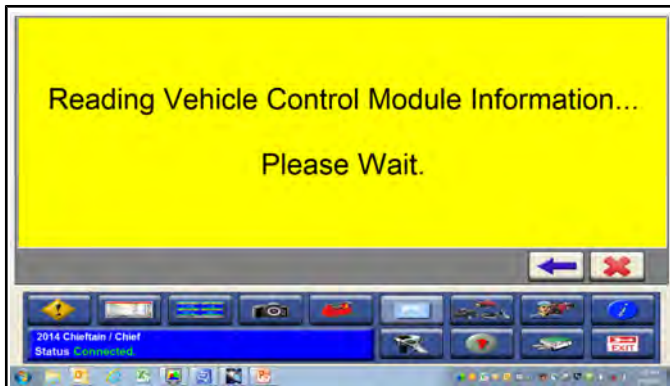 Reading Vehicle Control Module Information...
Please Wait.
2014 Chieftain / Chief
Status Connected.
EXIT